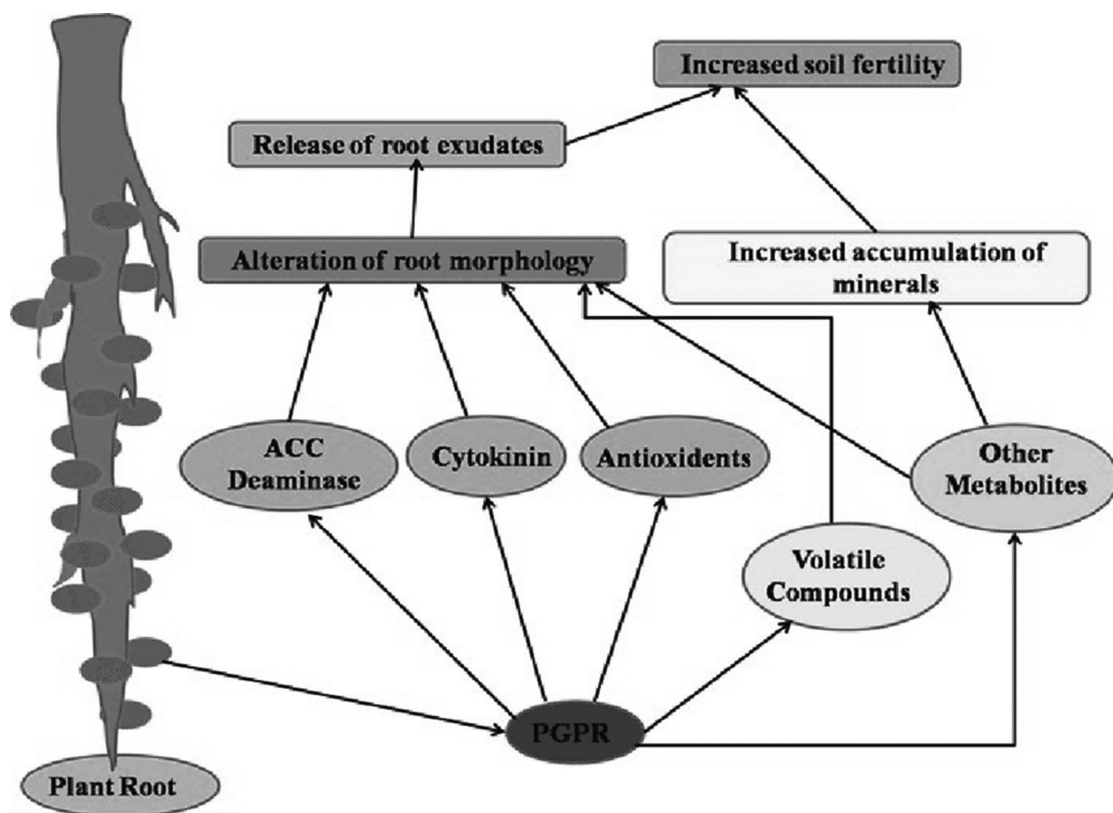 Increased soil fertility
Release of root exudates
Alteration of root morphology
Increased accumulation of
minerals
ACC
Deaminase
Cytokinin
Antioxidents
Other
Metabolites
Volatile
Compounds
PGPR
Plant Root